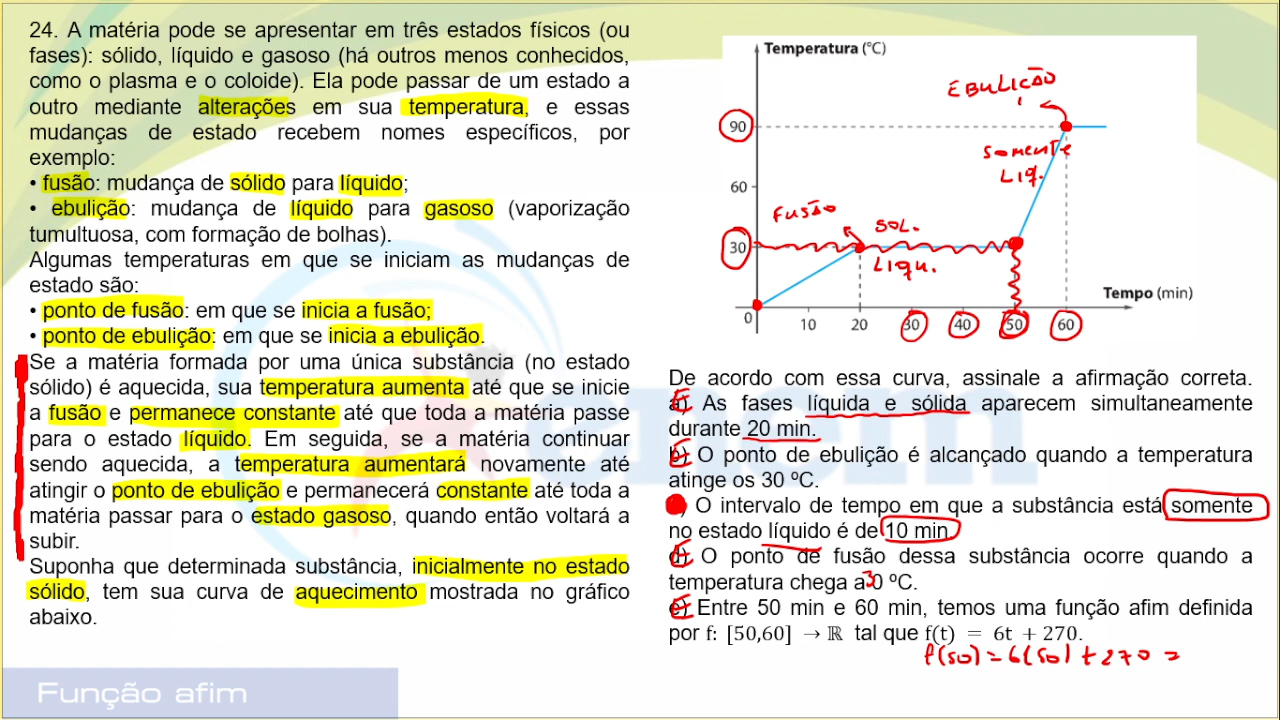 24. A matéria pode se apresentar em três estados físicos (ou
fases): sólido, líquido e gasoso (há outros menos conhecidos,
como o plasma e o coloide). Ela pode passar de um estado a
outro mediante alterações em sua temperatura, e essas
mudanças de estado recebem nomes específicos, por
exemplo:
• fusão: mudança de sólido para líquido;
• ebulição: mudança de líquido para gasoso (vaporização
tumultuosa, com formação de bolhas).
Algumas temperaturas em que se iniciam as mudanças de
estado são:
• ponto de fusão: em que se inicia a fusão;
• ponto de ebulição: em que se inicia a ebulição.
Se a matéria formada por uma única substância (no estado
sólido) é aquecida, sua temperatura aumenta até que se inicie
a fusão e permanece constante até que toda a matéria passe
para o estado líquido. Em seguida, se a matéria continuar
sendo aquecida, a temperatura aumentará novamente até
atingir o ponto de ebulição e permanecerá constante até toda a
matéria passar para o estado gasoso, quando então voltará a
subir.
Suponha que determinada substância, inicialmente no estado
sólido, tem sua curva de aquecimento mostrada no gráfico
abaixo.
Temperatura (°C)
EBULIÇÃO
90
SOMENTE
LIQ.
60
FUSÃO
SOL.
30
LIQU.
Tempo (min)
0 10 20 30 40 50 60
De acordo com essa curva, assinale a afirmação correta.
a) As fases líquida e sólida aparecem simultaneamente
durante 20 min.
b) O ponto de ebulição é alcançado quando a temperatura
atinge os 30 ºC.
) O intervalo de tempo em que a substância está somente
no estado líquido é de 10 min
d) O ponto de fusão dessa substância ocorre quando a
temperatura chega a 30 ºC.
e) Entre 50 min e 60 min, temos uma função afim definida
por f: [50,60] → ℝ tal que f(t) = 6t + 270.
f(50) = 6(50) + 270 =
Função afim